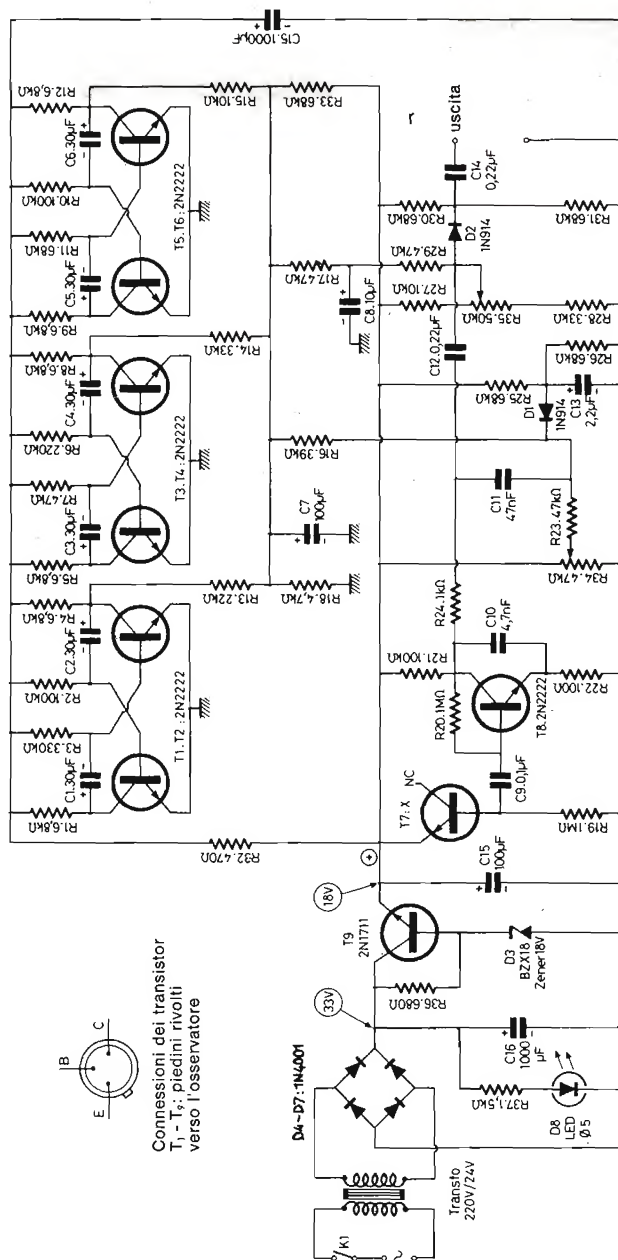 C15.1000µF
R1.6,8kΩ
C1.30µF
R3.330kΩ
R2.100kΩ
C2.30µF
R4.6,8kΩ
R5.6,8kΩ
C3.30µF
R7.47kΩ
R6.220kΩ
C4.30µF
R8.6,8kΩ
R9.6,8kΩ
C5.30µF
R11.68kΩ
R10.100kΩ
C6.30µF
R12.6,8kΩ
T1.T2:2N2222
T3.T4:2N2222
T5.T6:2N2222
R32.470Ω
R13.22kΩ
R14.33kΩ
R15.10kΩ
R18.4,7kΩ
C7
100µF
R16.39kΩ
R17.47kΩ
C8.10µF
R33.68kΩ
Connessioni dei transistor
T1 - T9: piedini rivolti
verso l'osservatore
E
B
C
D4~D7:1N4001
33V
18V
+
T9
2N1711
R36.680Ω
D3
BZX18
Zener18V
C15
100µF
C16
1000
µF
R37.1,5kΩ
D8
LED
Ø5
Transfo
220V/24V
K1
~
T7:X
NC
R19.1MΩ
C9.0,1µF
R20.1MΩ
R21.100kΩ
T8.2N2222
R22.100Ω
C10
4,7nF
R24.1kΩ
R34.47kΩ
R23.47kΩ
C11
47nF
D1
1N914
R25.68kΩ
R26.68kΩ
C13
2,2µF
C12.0,22µF
R27.10kΩ
R35.50kΩ
R28.33kΩ
R29.47kΩ
D2
1N914
R30.68kΩ
R31.68kΩ
C14
0,22µF
uscita
r